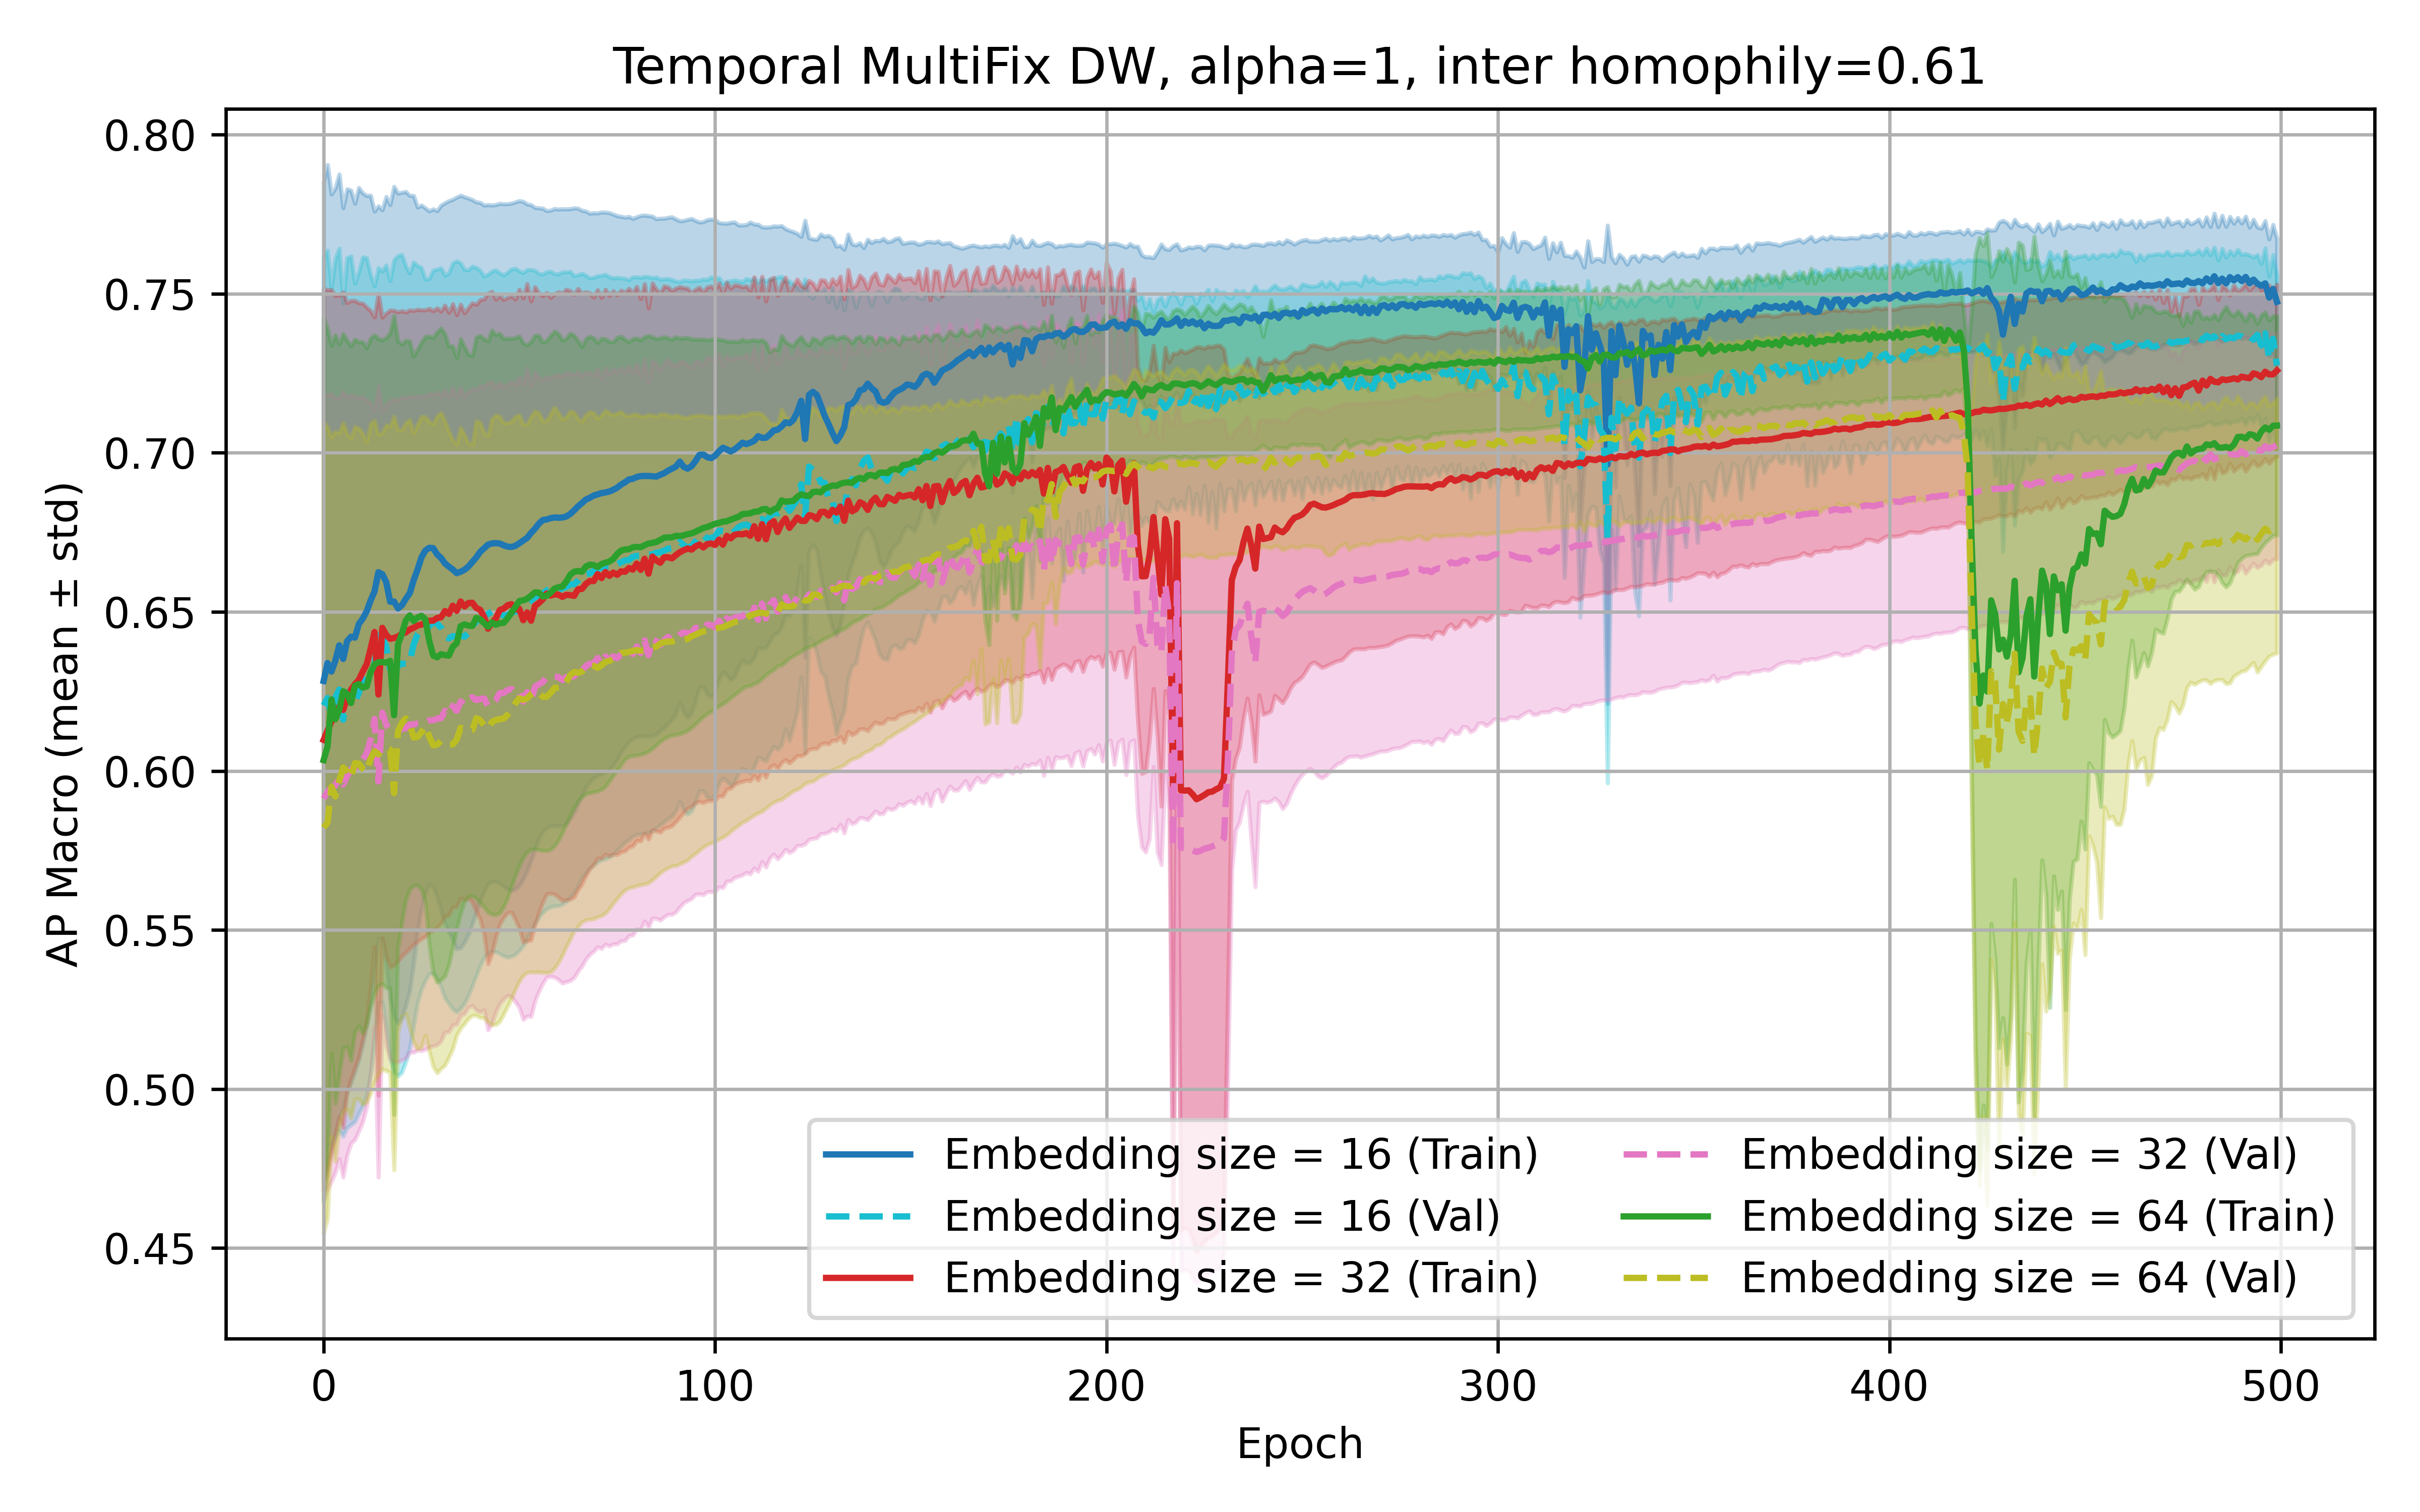 Temporal MultiFix DW, alpha=1, inter homophily=0.61
AP Macro (mean ± std)
0.80
0.75
0.70
0.65
0.60
0.55
0.50
0.45
0
100
200
300
400
500
Epoch
Embedding size = 16 (Train)
Embedding size = 16 (Val)
Embedding size = 32 (Train)
Embedding size = 32 (Val)
Embedding size = 64 (Train)
Embedding size = 64 (Val)